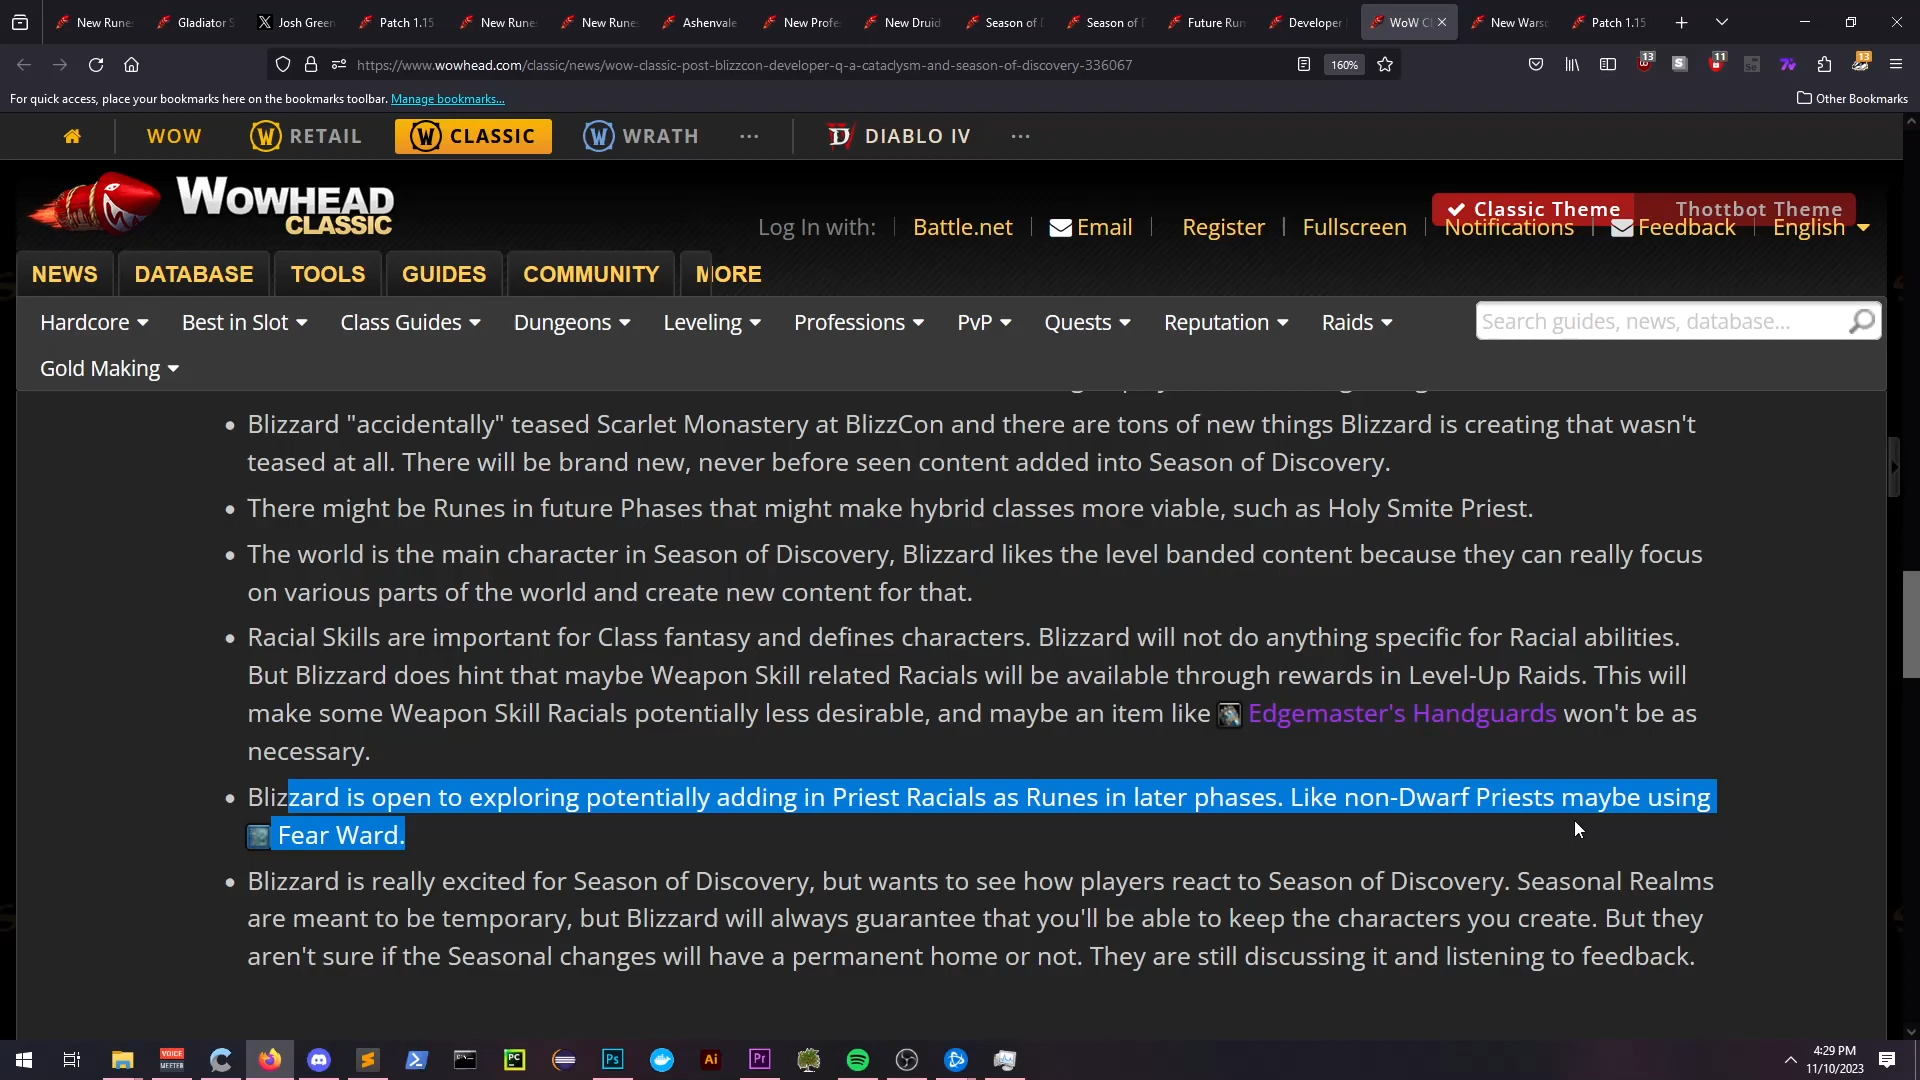 New Rune
Gladiator S
Josh Green
Patch 1.15
New Rune
New Rune
Ashenvale
New Profe
New Druid
Season of D
Season of D
Future Run
Developer
WoW Cl
New Warso
Patch 1.15
https://www.wowhead.com/classic/news/wow-classic-post-blizzcon-developer-q-a-cataclysm-and-season-of-discovery-336067
160%
13
11
13
For quick access, place your bookmarks here on the bookmarks toolbar. Manage bookmarks...
Other Bookmarks
WOW
RETAIL
CLASSIC
WRATH
...
DIABLO IV
...
WOWHEAD
CLASSIC
Classic Theme
Thottbot Theme
Log In with:
Battle.net
Email
Register
Fullscreen
Notifications
Feedback
English
NEWS
DATABASE
TOOLS
GUIDES
COMMUNITY
MORE
Hardcore
Best in Slot
Class Guides
Dungeons
Leveling
Professions
PvP
Quests
Reputation
Raids
Search guides, news, database...
Gold Making
• Blizzard "accidentally" teased Scarlet Monastery at BlizzCon and there are tons of new things Blizzard is creating that wasn't
teased at all. There will be brand new, never before seen content added into Season of Discovery.
• There might be Runes in future Phases that might make hybrid classes more viable, such as Holy Smite Priest.
• The world is the main character in Season of Discovery, Blizzard likes the level banded content because they can really focus
on various parts of the world and create new content for that.
• Racial Skills are important for Class fantasy and defines characters. Blizzard will not do anything specific for Racial abilities.
But Blizzard does hint that maybe Weapon Skill related Racials will be available through rewards in Level-Up Raids. This will
make some Weapon Skill Racials potentially less desirable, and maybe an item like Edgemaster's Handguards won't be as
necessary.
• Blizzard is open to exploring potentially adding in Priest Racials as Runes in later phases. Like non-Dwarf Priests maybe using
Fear Ward.
• Blizzard is really excited for Season of Discovery, but wants to see how players react to Season of Discovery. Seasonal Realms
are meant to be temporary, but Blizzard will always guarantee that you'll be able to keep the characters you create. But they
aren't sure if the Seasonal changes will have a permanent home or not. They are still discussing it and listening to feedback.
VOICE
MEETER
PC
Ps
Ai
Pr
4:29 PM
11/10/2023